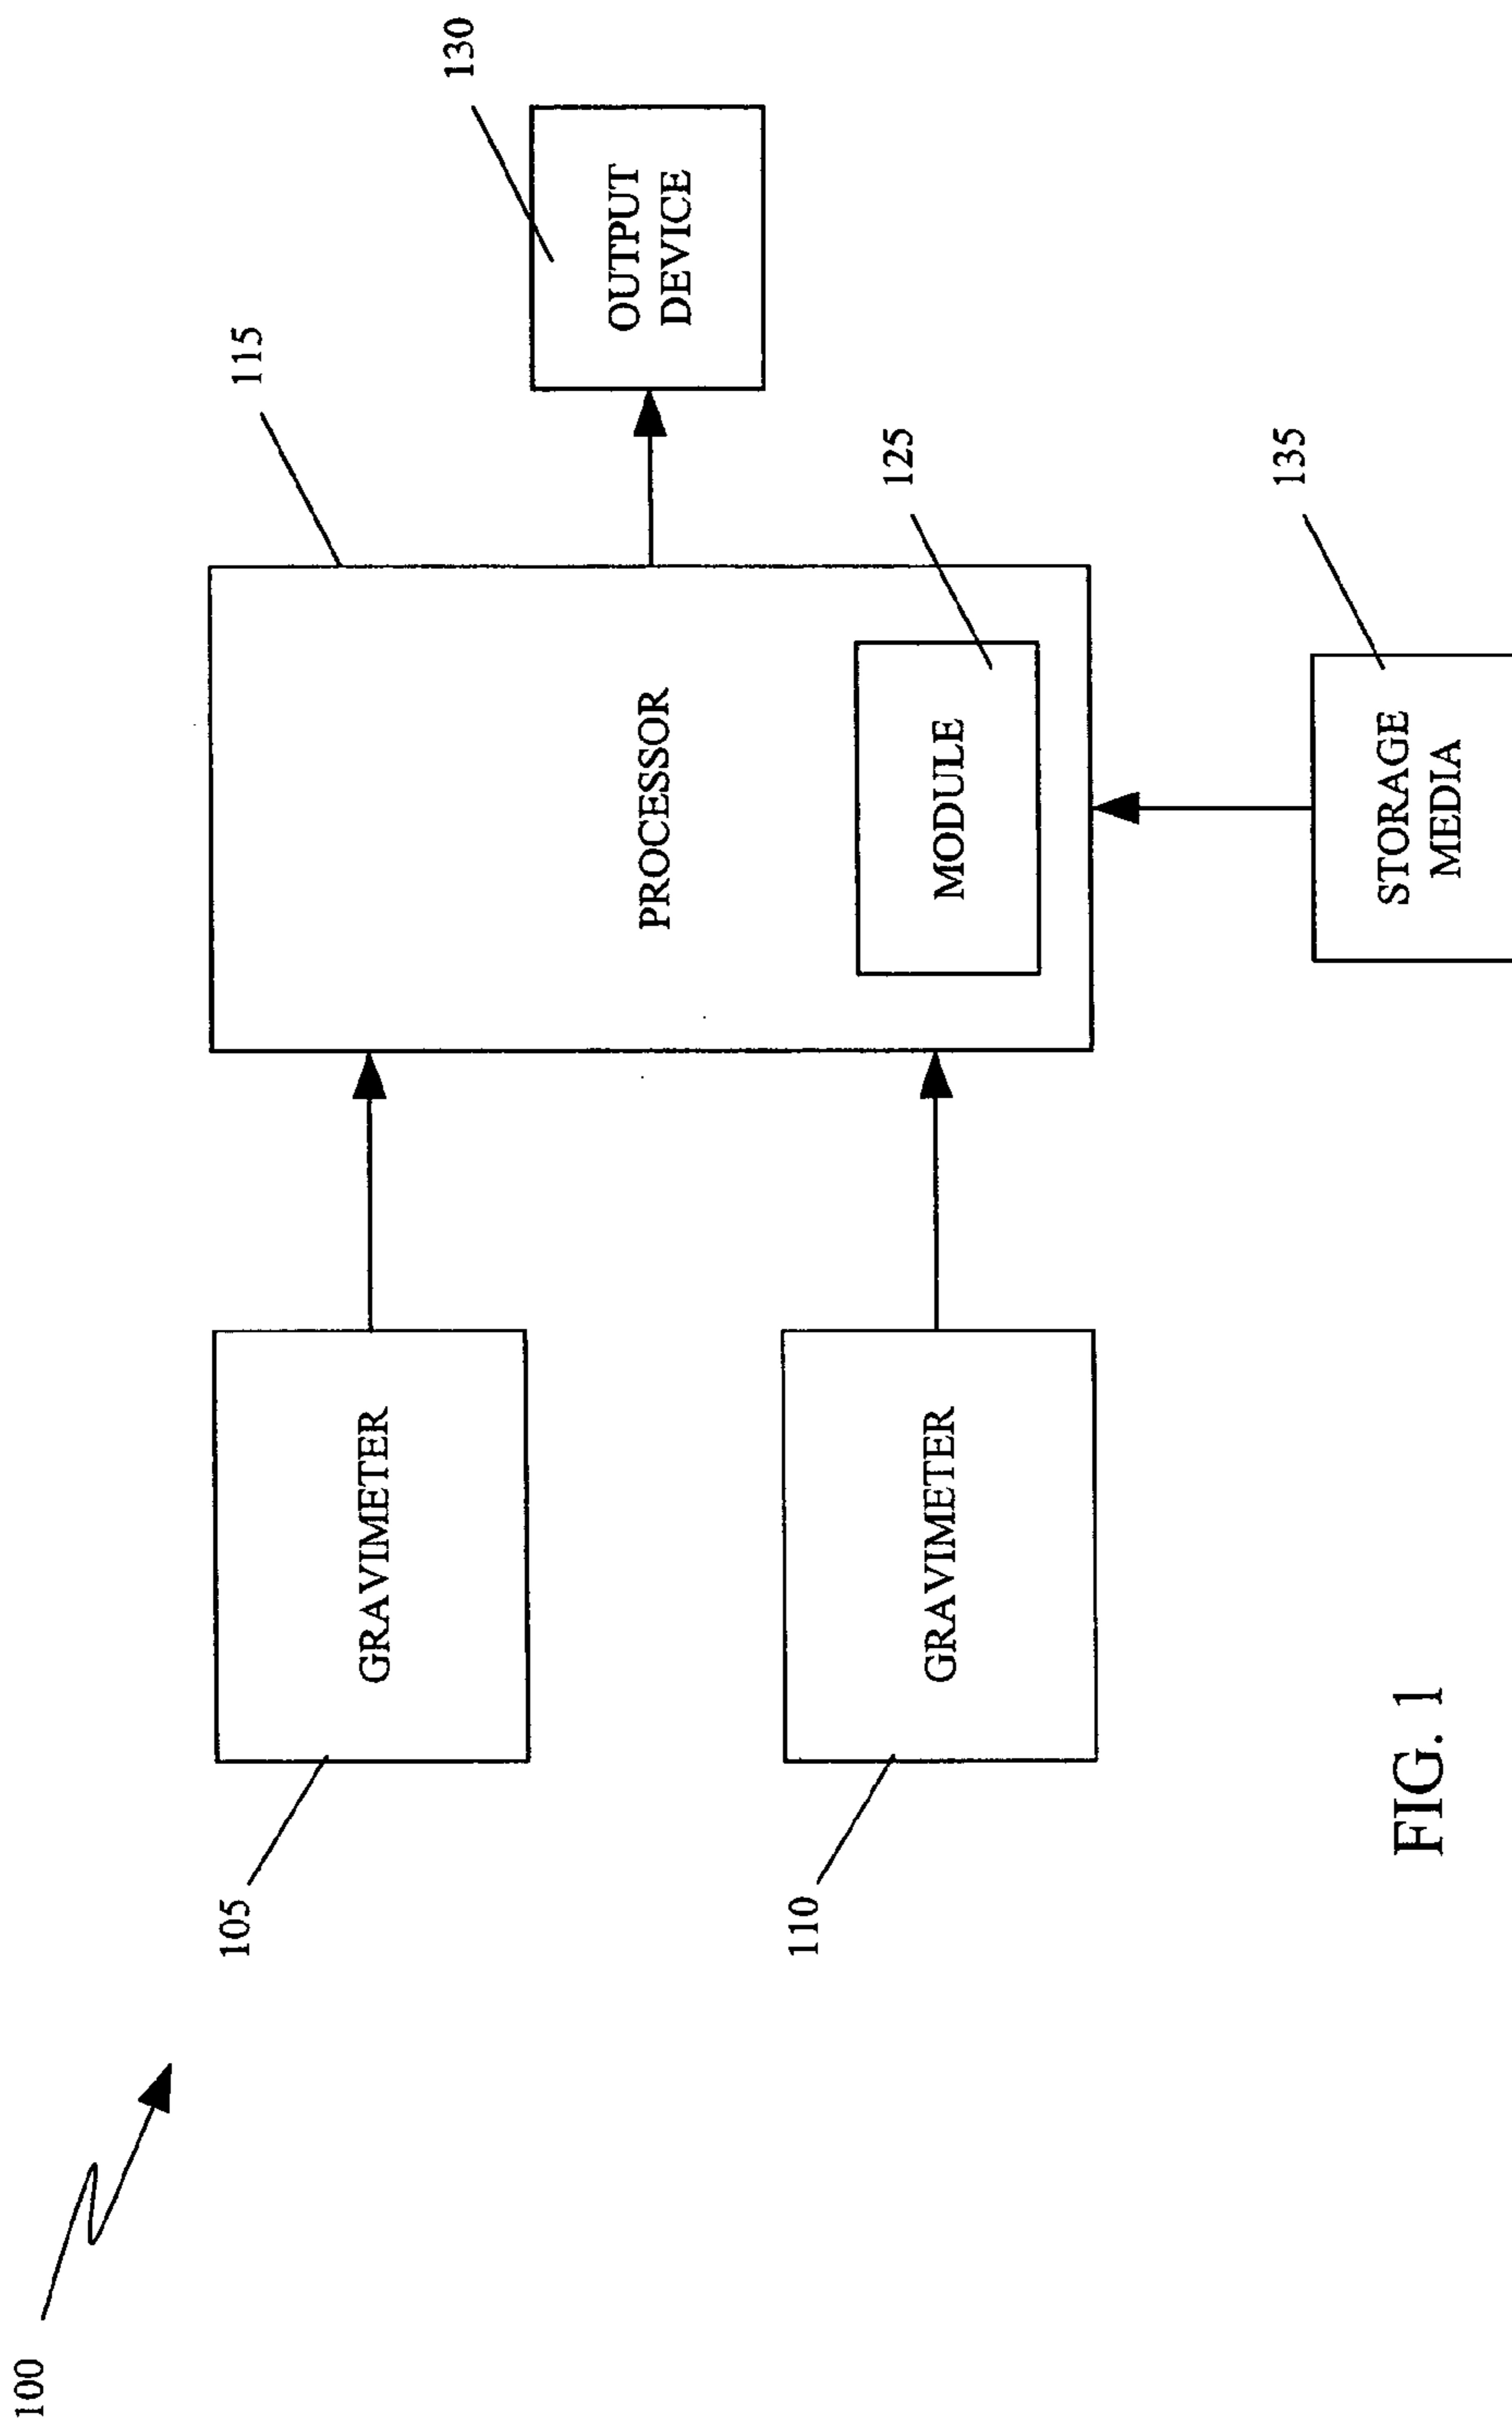 100
105
GRAVIMETER
110
GRAVIMETER
115
PROCESSOR
125
MODULE
130
OUTPUT
DEVICE
135
STORAGE
MEDIA
FIG. 1